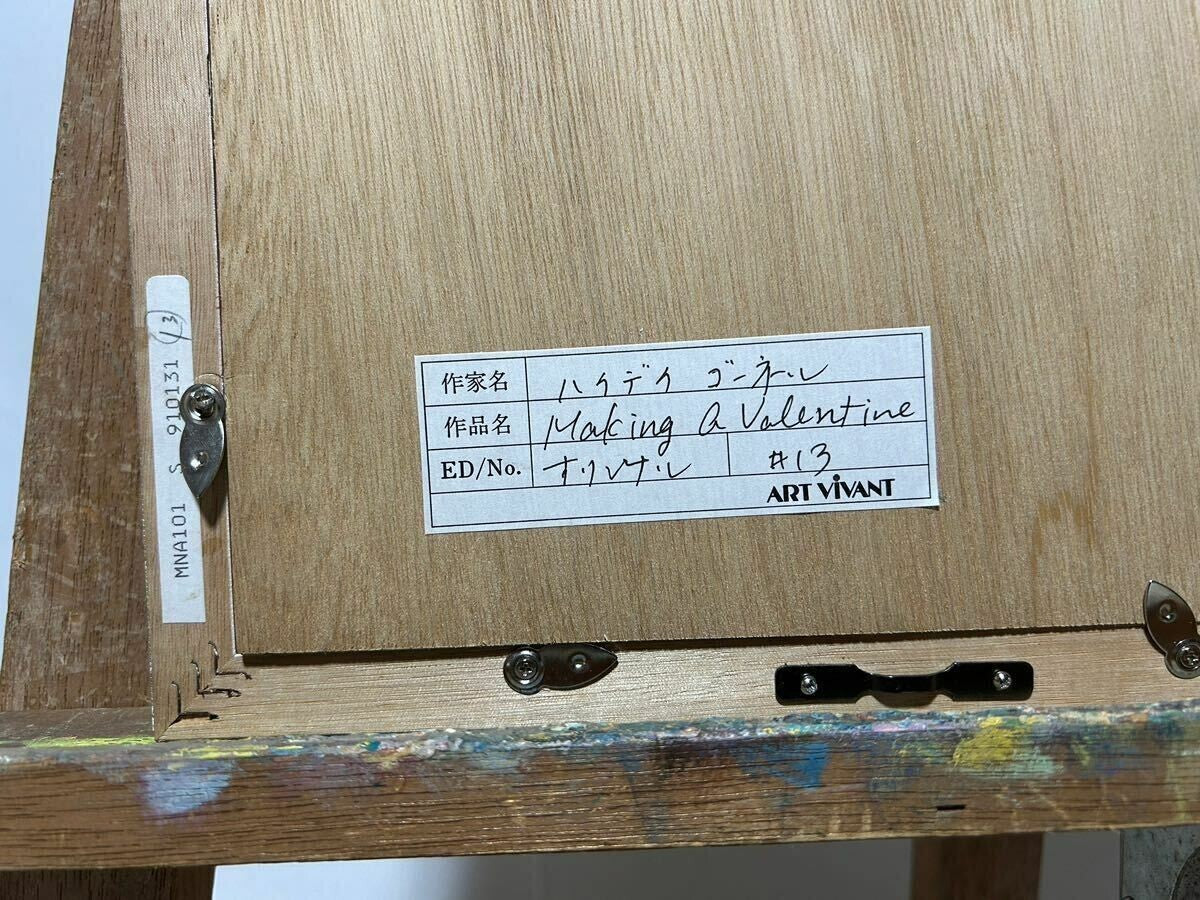 作家名 ハイデイ ゴーネル
作品名 Making a Valentine
ED/No. オリジナル #13
ART ViVANT
MNA101 S 910131 13